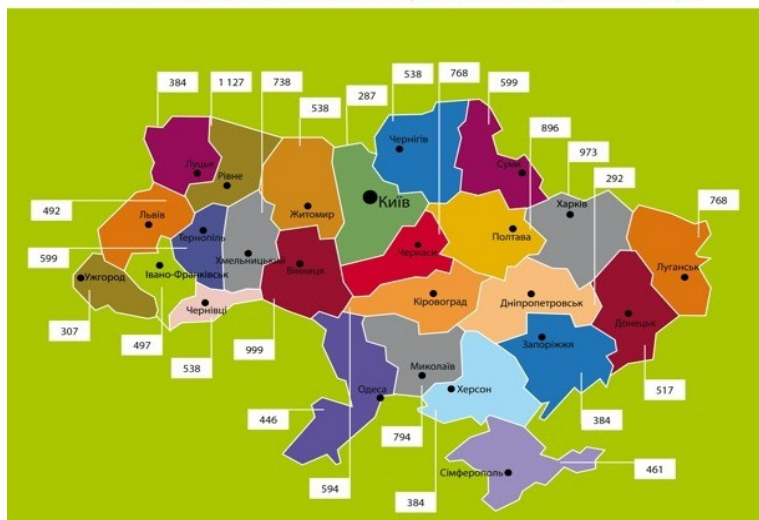 384
1 127
738
538
287
538
768
599
896
973
292
768
Чернігів
Суми
Луцьк
Рівне
Київ
Харків
492
Львів
Житомир
Тернопіль
Полтава
599
Хмельницький
Черкаси
Вінниця
Ужгород
Івано-Франківськ
Луганськ
Чернівці
Кіровоград
Дніпропетровськ
307
Донецьк
497
Запоріжжя
538
999
Миколаїв
Одеса
Херсон
517
446
384
794
594
384
Сімферополь
461